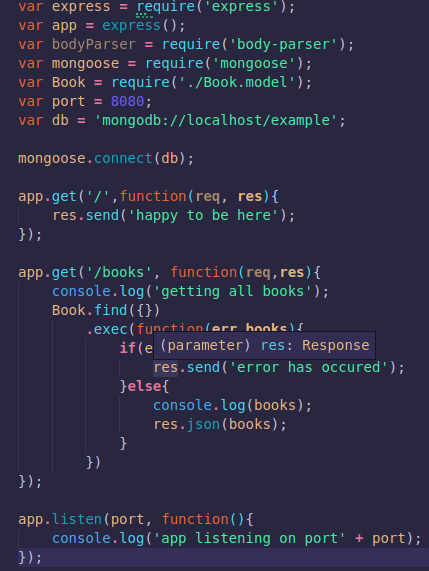 var express = require('express');
var app = express();
var bodyParser = require('body-parser');
var mongoose = require('mongoose');
var Book = require('./Book.model');
var port = 8080;
var db = 'mongodb://localhost/example';
mongoose.connect(db);
app.get('/',function(req, res){
res.send('happy to be here');
});
app.get('/books', function(req,res){
console.log('getting all books');
Book.find({})
.exec(function(err,books){
if(e
(parameter) res: Response
res.send('error has occured');
}else{
console.log(books);
res.json(books);
}
})
});
app.listen(port, function(){
console.log('app listening on port' + port);
});